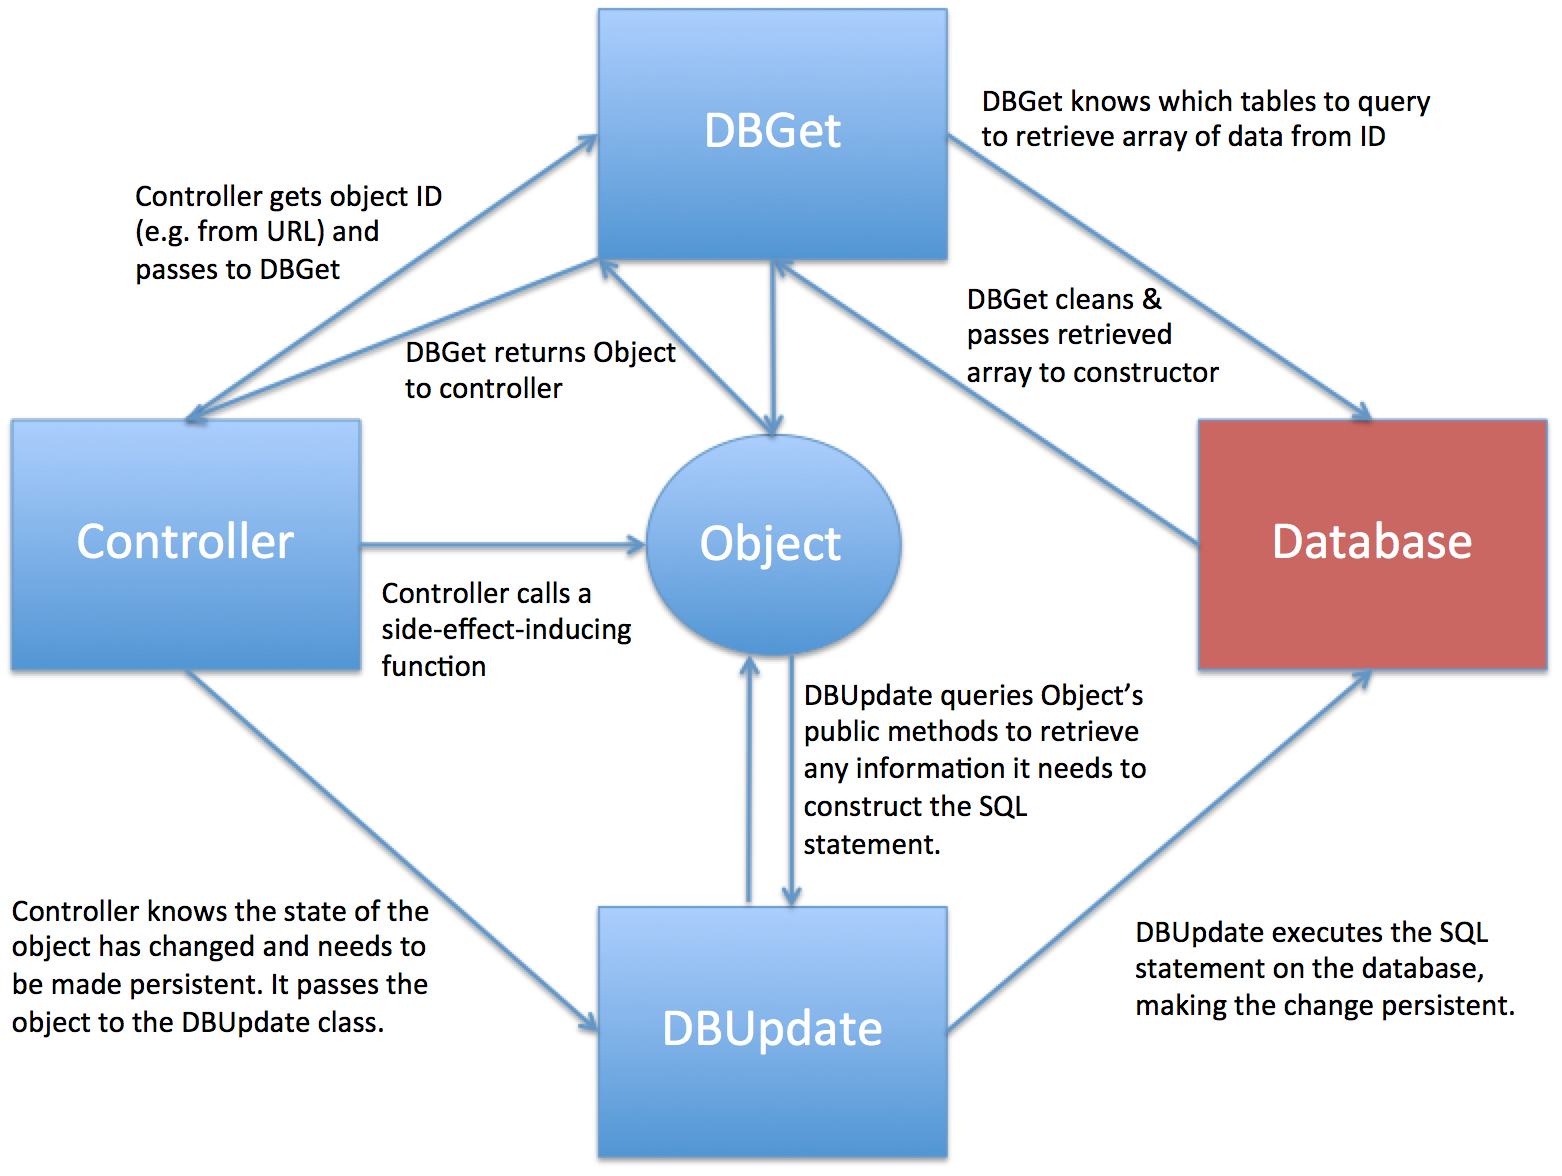 DBGet
DBGet knows which tables to query
to retrieve array of data from ID
Controller gets object ID
(e.g. from URL) and
passes to DBGet
DBGet cleans &
passes retrieved
array to constructor
DBGet returns Object
to controller
Controller
Object
Database
Controller calls a
side-effect-inducing
function
DBUpdate queries Object’s
public methods to retrieve
any information it needs to
construct the SQL
statement.
Controller knows the state of the
object has changed and needs to
be made persistent. It passes the
object to the DBUpdate class.
DBUpdate
DBUpdate executes the SQL
statement on the database,
making the change persistent.